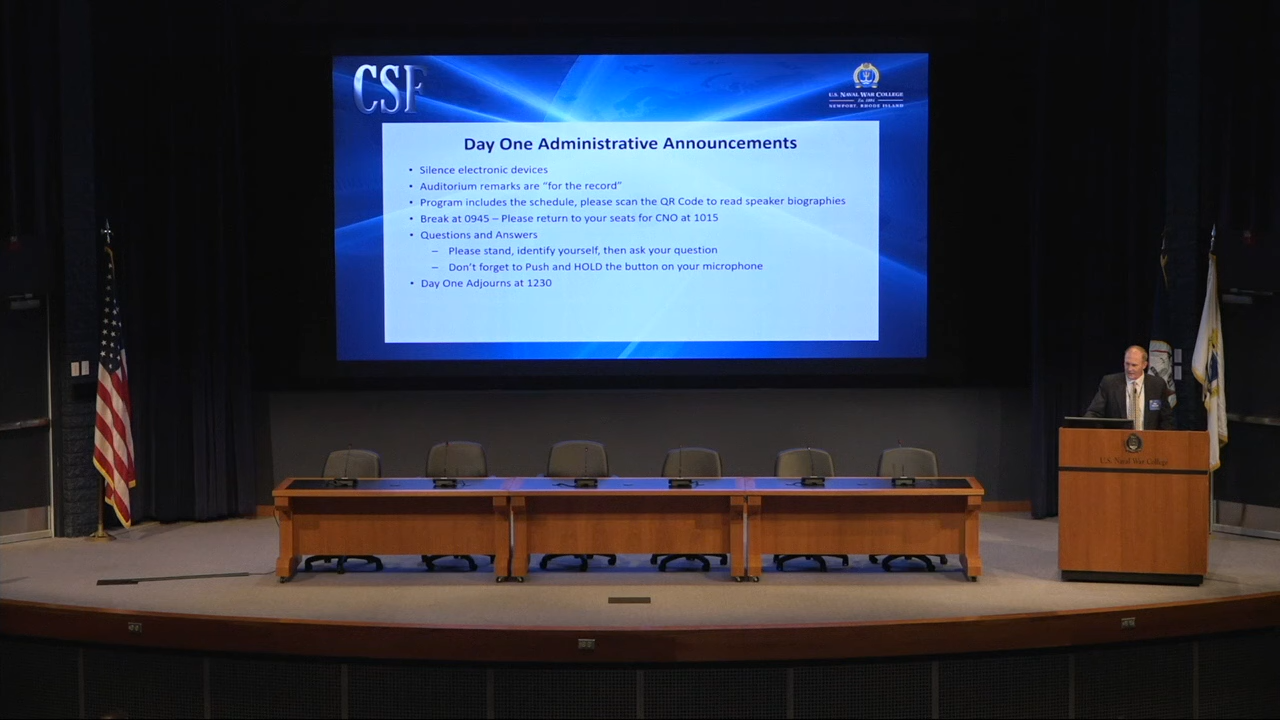 CSF
U.S. NAVAL WAR COLLEGE
Est. 1884
NEWPORT, RHODE ISLAND
Day One Administrative Announcements
• Silence electronic devices
• Auditorium remarks are “for the record”
• Program includes the schedule, please scan the QR Code to read speaker biographies
• Break at 0945 – Please return to your seats for CNO at 1015
• Questions and Answers
– Please stand, identify yourself, then ask your question
– Don’t forget to Push and HOLD the button on your microphone
• Day One Adjourns at 1230
U.S. Naval War College